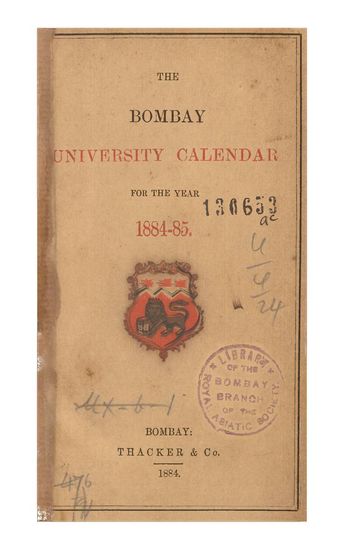 THE
BOMBAY
UNIVERSITY CALENDAR
FOR THE YEAR
130653
1884-85.
LIBRARY
OF THE
BOMBAY
BRANCH
OF THE
ROYAL ASIATIC SOCIETY
BOMBAY:
THACKER & Co.
1884.
476